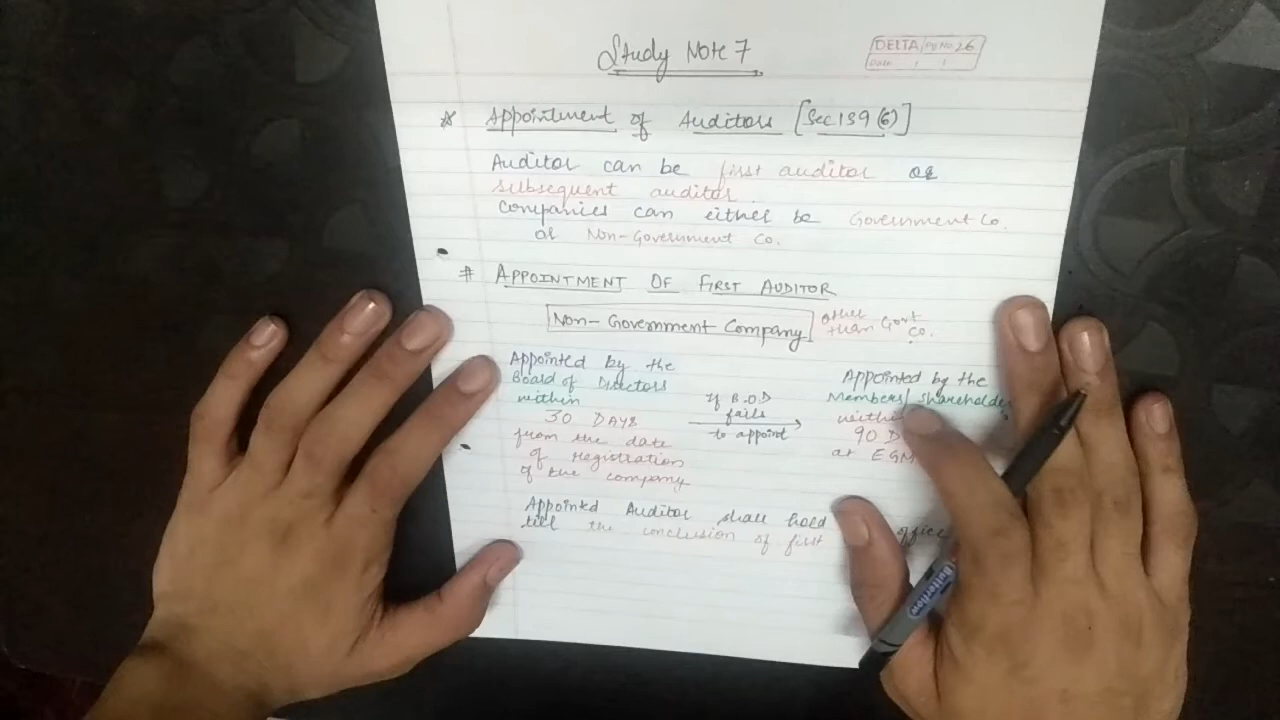 Study Note 7
DELTA Pg No. 26
Date / /
* Appointment of Auditors [Sec 139 (6)]
Auditor can be first auditor or
subsequent auditor.
Companies can either be Government Co.
or Non-Government Co.
# APPOINTMENT OF FIRST AUDITOR
Non-Government Company
other
than Govt
Co.
Appointed by the
Board of Directors
within
30 DAYS
from the date
of registration
of the company
If B.O.D
fails
to appoint
Appointed by the
Members/ shareholde
within
90 D
at EGM
Appointed Auditor shall hold office
till the conclusion of first
Butterflow